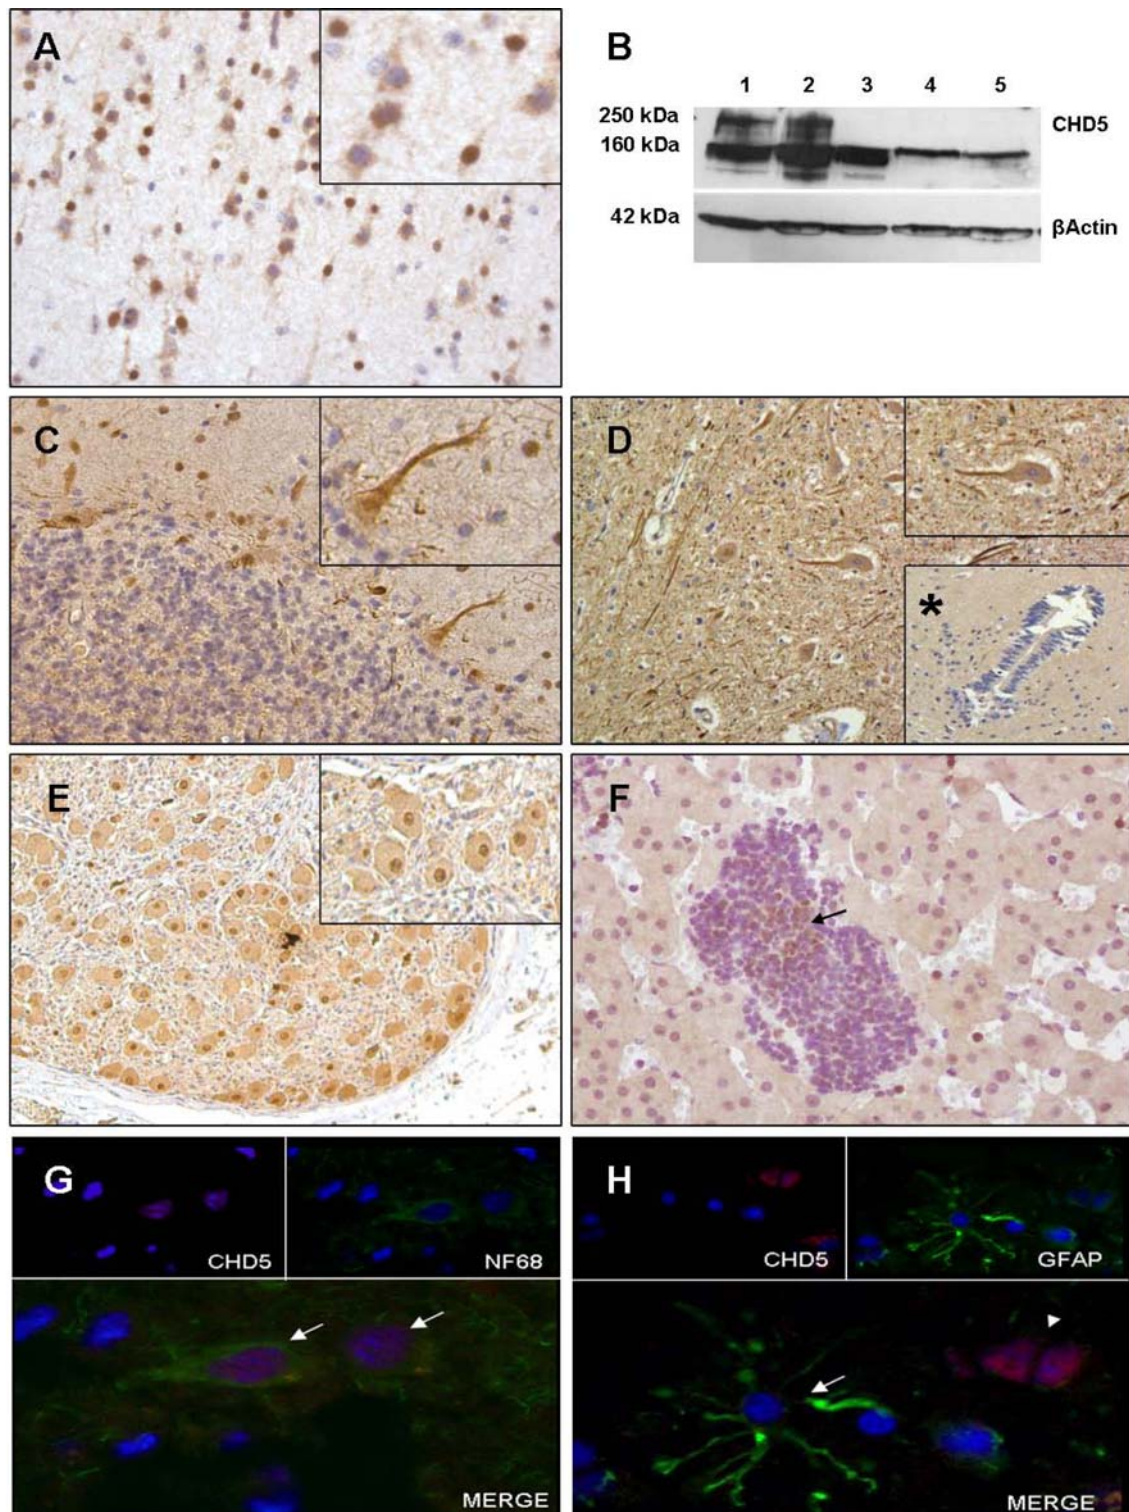 A
B
1 2 3 4 5
250 kDa
CHD5
160 kDa
42 kDa
βActin
C
D
*
E
F
G
CHD5
NF68
MERGE
H
CHD5
GFAP
MERGE